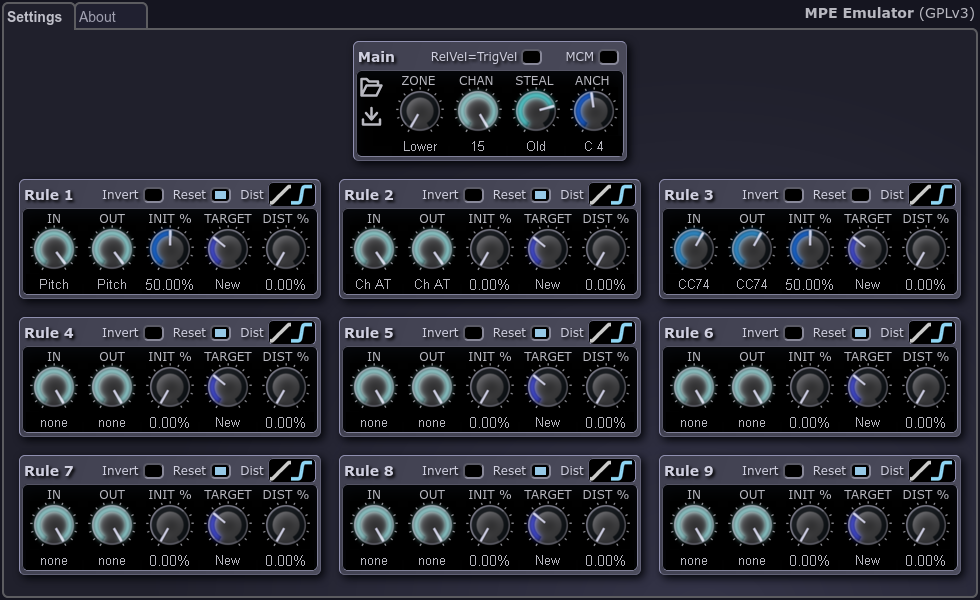 Settings About MPE Emulator (GPLv3)
Main RelVel=TrigVel MCM
ZONE CHAN STEAL ANCH
Lower 15 Old C 4
Rule 1 Invert Reset Dist
IN OUT INIT % TARGET DIST %
Pitch Pitch 50.00% New 0.00%
Rule 2 Invert Reset Dist
IN OUT INIT % TARGET DIST %
Ch AT Ch AT 0.00% New 0.00%
Rule 3 Invert Reset Dist
IN OUT INIT % TARGET DIST %
CC74 CC74 50.00% New 0.00%
Rule 4 Invert Reset Dist
IN OUT INIT % TARGET DIST %
none none 0.00% New 0.00%
Rule 5 Invert Reset Dist
IN OUT INIT % TARGET DIST %
none none 0.00% New 0.00%
Rule 6 Invert Reset Dist
IN OUT INIT % TARGET DIST %
none none 0.00% New 0.00%
Rule 7 Invert Reset Dist
IN OUT INIT % TARGET DIST %
none none 0.00% New 0.00%
Rule 8 Invert Reset Dist
IN OUT INIT % TARGET DIST %
none none 0.00% New 0.00%
Rule 9 Invert Reset Dist
IN OUT INIT % TARGET DIST %
none none 0.00% New 0.00%